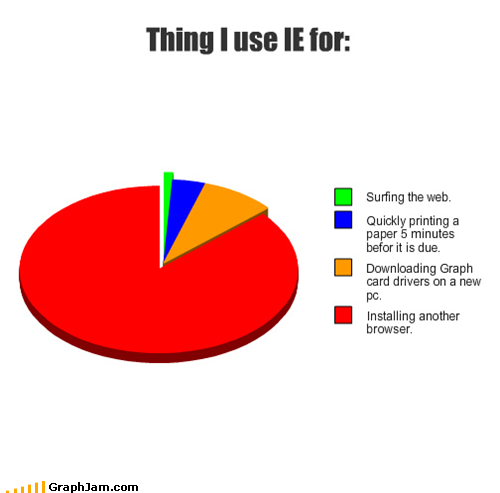 Thing I use IE for:
Surfing the web.
Quickly printing a
paper 5 minutes
befor it is due.
Downloading Graph
card drivers on a new
pc.
Installing another
browser.
GraphJam.com